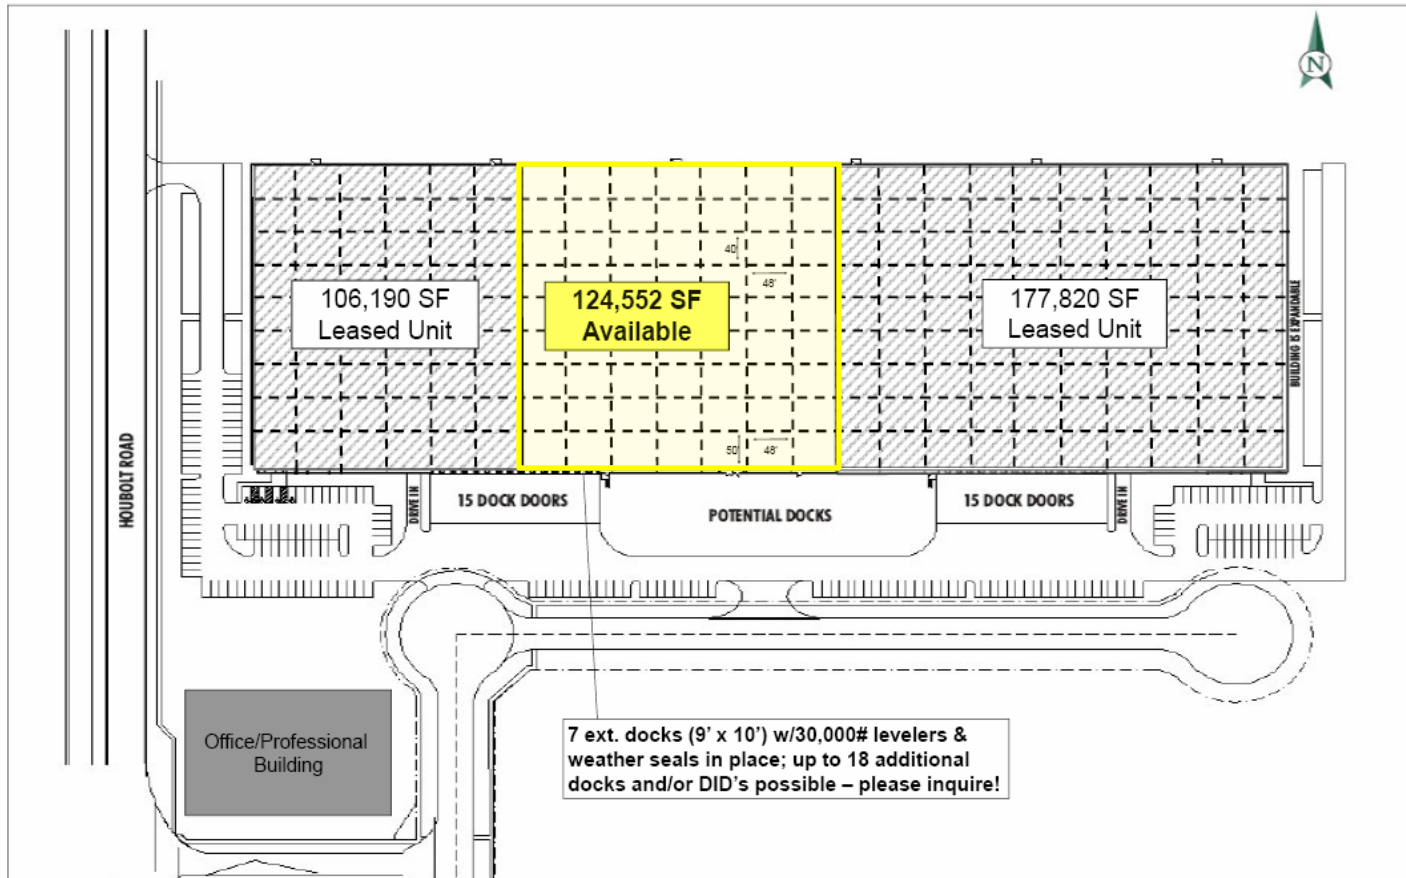 N
106,190 SF
Leased Unit
124,552 SF
Available
177,820 SF
Leased Unit
40'
48'
50'
48'
BUILDING IS EXPANDABLE
HOUBOLT ROAD
DRIVE IN
15 DOCK DOORS
POTENTIAL DOCKS
15 DOCK DOORS
DRIVE IN
Office/Professional
Building
7 ext. docks (9’ x 10’) w/30,000# levelers &
weather seals in place; up to 18 additional
docks and/or DID’s possible – please inquire!